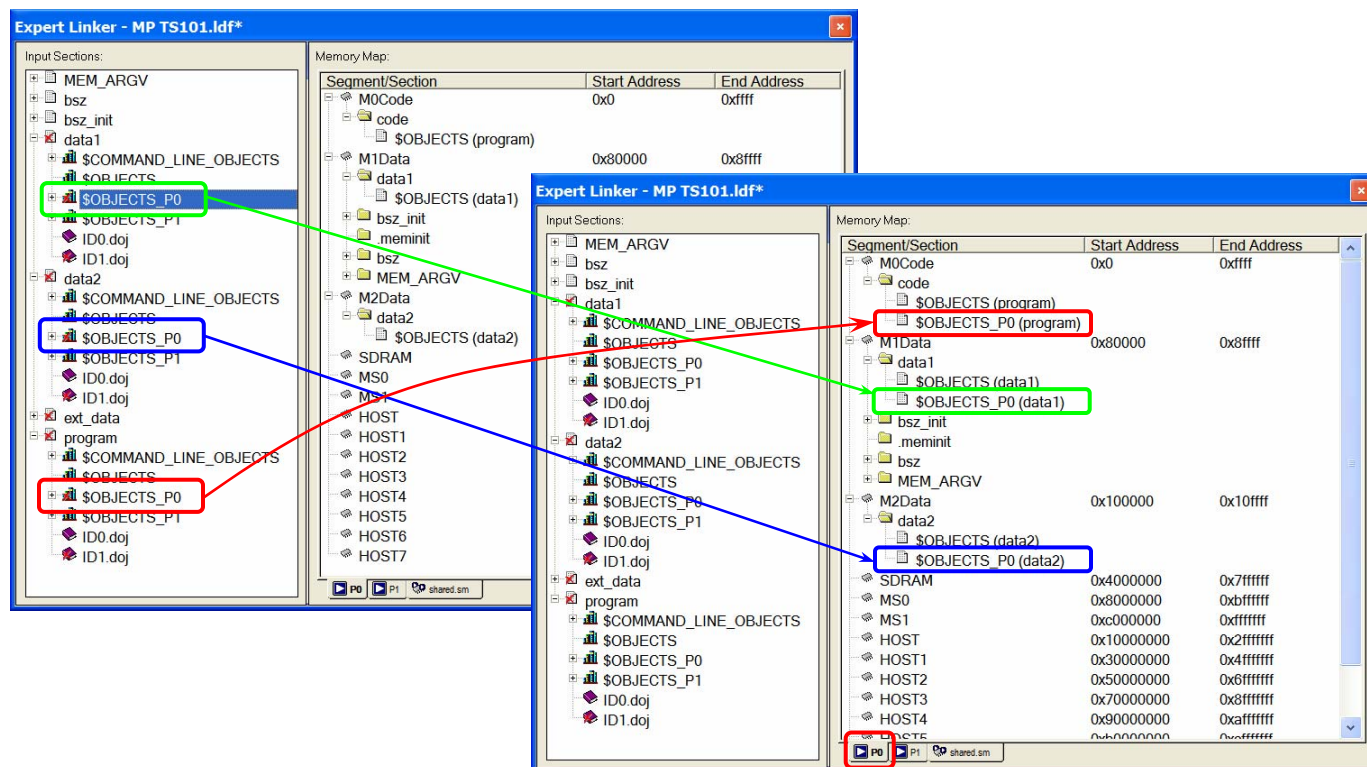 Expert Linker - MP TS101.ldf*
Input Sections:
MEM_ARGV
bsz
bsz_init
data1
$COMMAND_LINE_OBJECTS
$OBJECTS
$OBJECTS_P0
$OBJECTS_P1
ID0.doj
ID1.doj
data2
$COMMAND_LINE_OBJECTS
$OBJECTS
$OBJECTS_P0
$OBJECTS_P1
ID0.doj
ID1.doj
ext_data
program
$COMMAND_LINE_OBJECTS
$OBJECTS
$OBJECTS_P0
$OBJECTS_P1
ID0.doj
ID1.doj
Memory Map:
Segment/Section Start Address End Address
M0Code 0x0 0xffff
code
$OBJECTS (program)
M1Data 0x80000 0x8ffff
data1
$OBJECTS (data1)
bsz_init
.meminit
bsz
MEM_ARGV
M2Data
data2
$OBJECTS (data2)
SDRAM
MS0
MS1
HOST
HOST1
HOST2
HOST3
HOST4
HOST5
HOST6
HOST7
P0 P1 shared.sm
Expert Linker - MP TS101.ldf*
Input Sections:
MEM_ARGV
bsz
bsz_init
data1
$COMMAND_LINE_OBJECTS
$OBJECTS
$OBJECTS_P0
$OBJECTS_P1
ID0.doj
ID1.doj
data2
$COMMAND_LINE_OBJECTS
$OBJECTS
$OBJECTS_P0
$OBJECTS_P1
ID0.doj
ID1.doj
ext_data
program
$COMMAND_LINE_OBJECTS
$OBJECTS
$OBJECTS_P0
$OBJECTS_P1
ID0.doj
ID1.doj
Memory Map:
Segment/Section Start Address End Address
M0Code 0x0 0xffff
code
$OBJECTS (program)
$OBJECTS_P0 (program)
M1Data 0x80000 0x8ffff
data1
$OBJECTS (data1)
$OBJECTS_P0 (data1)
bsz_init
.meminit
bsz
MEM_ARGV
M2Data 0x100000 0x10ffff
data2
$OBJECTS (data2)
$OBJECTS_P0 (data2)
SDRAM 0x4000000 0x7ffffff
MS0 0x8000000 0xbffffff
MS1 0xc000000 0xfffffff
HOST 0x10000000 0x2fffffff
HOST1 0x30000000 0x4fffffff
HOST2 0x50000000 0x6fffffff
HOST3 0x70000000 0x8fffffff
HOST4 0x90000000 0xafffffff
HOST5 0xb0000000
P0 P1 shared.sm